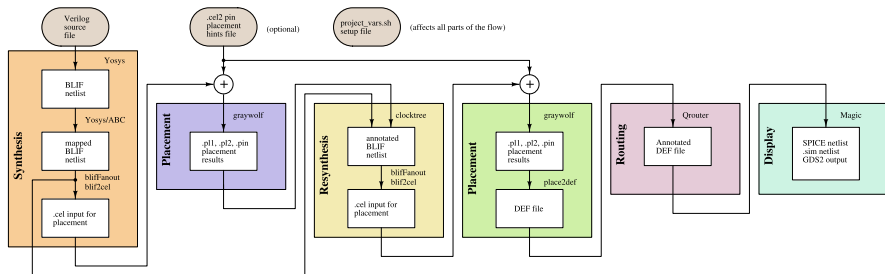 Verilog
source
file
.cel2 pin
placement
hints file
(optional)
project_vars.sh
setup file
(affects all parts of the flow)
Synthesis
Yosys
BLIF
netlist
Yosys/ABC
mapped
BLIF
netlist
blifFanout
blif2cel
.cel input for
placement
+
Placement
graywolf
.pl1, .pl2, .pin
placement
results
Resynthesis
clocktree
annotated
BLIF
netlist
blifFanout
blif2cel
.cel input for
placement
+
Placement
graywolf
.pl1, .pl2, .pin
placement
results
place2def
DEF file
Routing
Qrouter
Annotated
DEF file
Display
Magic
SPICE netlist
.sim netlist
GDS2 output